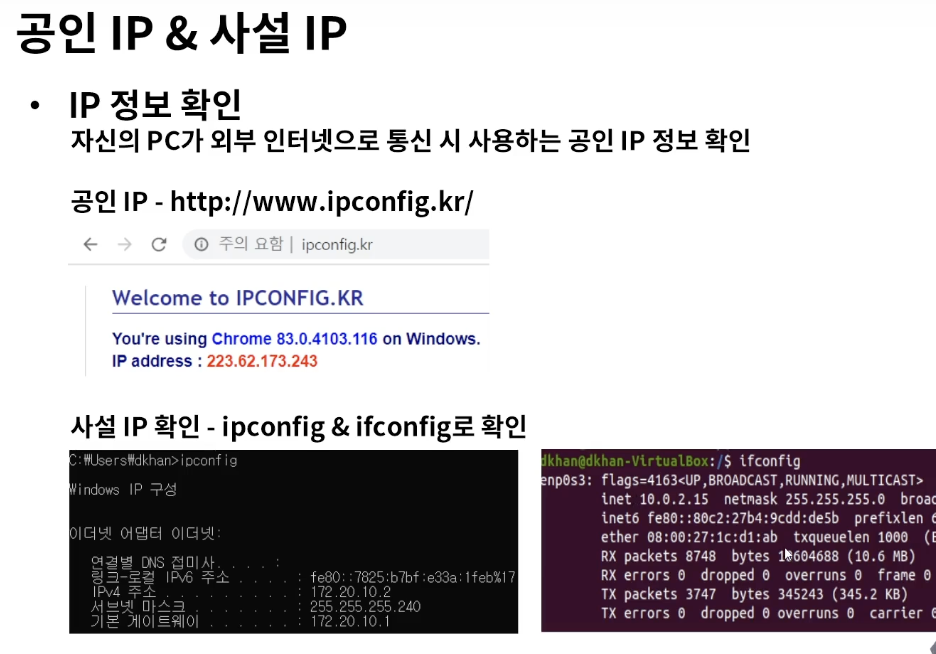 공인 IP & 사설 IP
• IP 정보 확인
자신의 PC가 외부 인터넷으로 통신 시 사용하는 공인 IP 정보 확인
공인 IP - http://www.ipconfig.kr/
주의 요함 | ipconfig.kr
Welcome to IPCONFIG.KR
You're using Chrome 83.0.4103.116 on Windows.
IP address : 223.62.173.243
사설 IP 확인 - ipconfig & ifconfig로 확인
C:₩Users₩dkhan>ipconfig
Windows IP 구성
이더넷 어댑터 이더넷:
연결별 DNS 접미사. . . . :
링크-로컬 IPv6 주소 . . . . : fe80::7825:b7bf:e33a:1feb%17
IPv4 주소 . . . . . . . . . : 172.20.10.2
서브넷 마스크 . . . . . . . : 255.255.255.240
기본 게이트웨이 . . . . . . : 172.20.10.1
dkhan@dkhan-VirtualBox:/$ ifconfig
enp0s3: flags=4163<UP,BROADCAST,RUNNING,MULTICAST>
inet 10.0.2.15 netmask 255.255.255.0 broad
inet6 fe80::80c2:27b4:9cdd:de5b prefixlen 6
ether 08:00:27:1c:d1:ab txqueuelen 1000 (E
RX packets 8748 bytes 10604688 (10.6 MB)
RX errors 0 dropped 0 overruns 0 frame 0
TX packets 3747 bytes 345243 (345.2 KB)
TX errors 0 dropped 0 overruns 0 carrier 0